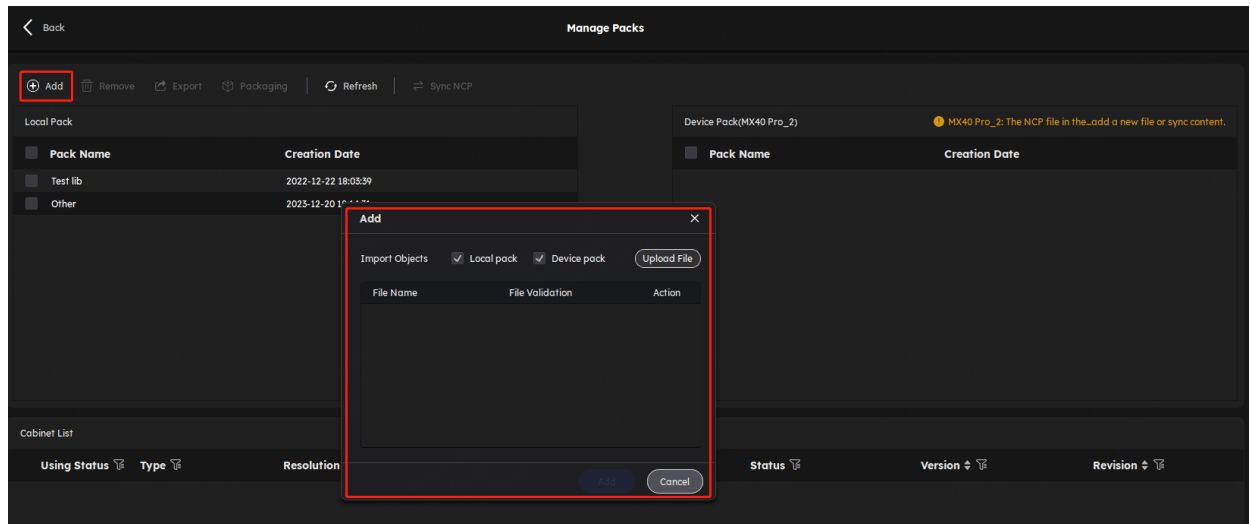 Back
Manage Packs
Add Remove Export Packaging Refresh Sync NCP
Local Pack
Device Pack(MX40 Pro_2)
MX40 Pro_2: The NCP file in the...add a new file or sync content.
Pack Name Creation Date
Pack Name Creation Date
Test lib 2022-12-22 18:03:39
Other 2023-12-20
Add
Import Objects Local pack Device pack Upload File
File Name File Validation Action
Add Cancel
Cabinet List
Using Status Type Resolution Status Version Revision